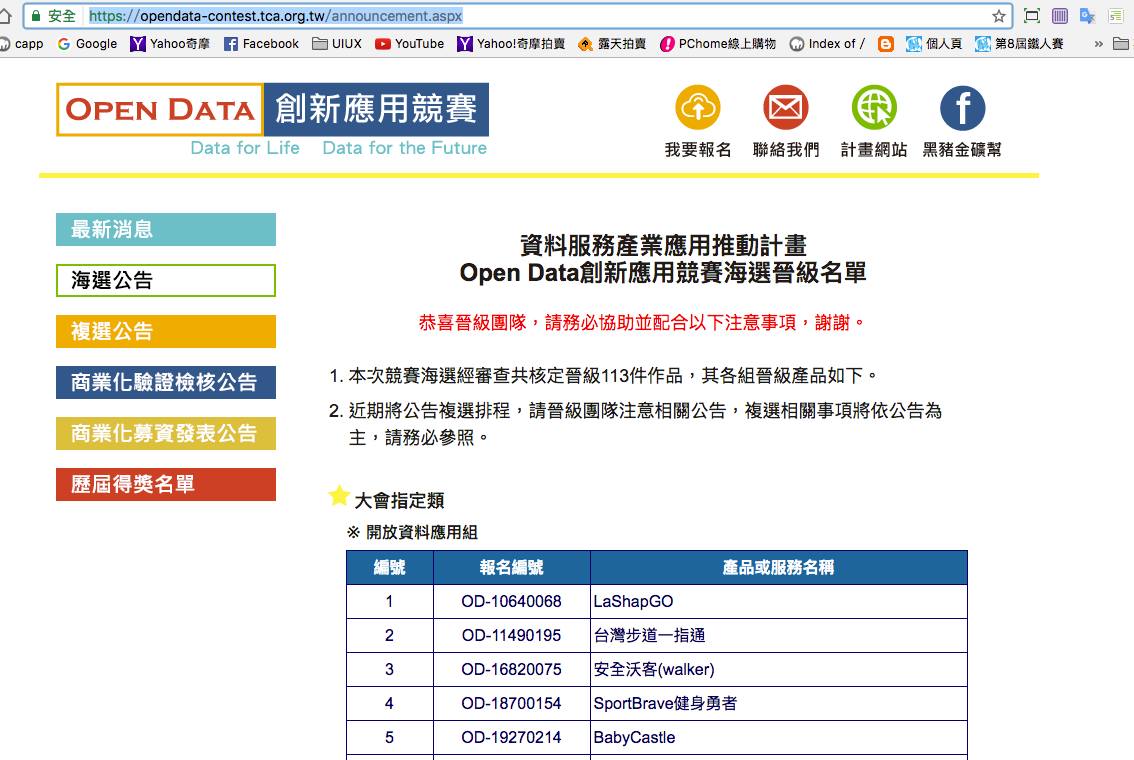 安全 https://opendata-contest.tca.org.tw/announcement.aspx
capp Google Yahoo奇摩 Facebook UIUX YouTube Yahoo!奇摩拍賣 露天拍賣 PChome線上購物 Index of / 個人頁 第8屆鐵人賽 »
OPEN DATA 創新應用競賽
Data for Life Data for the Future
我要報名 聯絡我們 計畫網站 黑豬金礦幫
最新消息
海選公告
複選公告
商業化驗證檢核公告
商業化募資發表公告
歷屆得獎名單
資料服務產業應用推動計畫
Open Data創新應用競賽海選晉級名單
恭喜晉級團隊，請務必協助並配合以下注意事項，謝謝。
1. 本次競賽海選經審查共核定晉級113件作品，其各組晉級產品如下。
2. 近期將公告複選排程，請晉級團隊注意相關公告，複選相關事項將依公告為
主，請務必參照。
大會指定類
※ 開放資料應用組
編號 報名編號 產品或服務名稱
1 OD-10640068 LaShapGO
2 OD-11490195 台灣步道一指通
3 OD-16820075 安全沃客(walker)
4 OD-18700154 SportBrave健身勇者
5 OD-19270214 BabyCastle